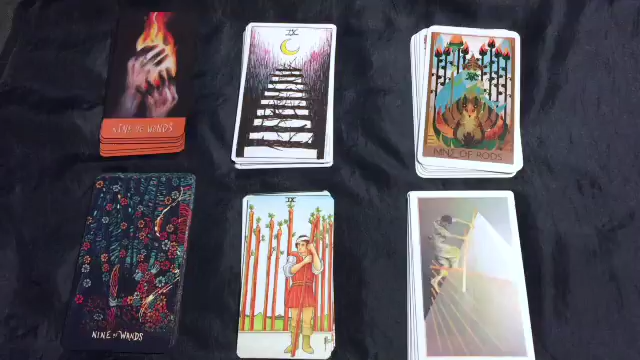 NINE OF WANDS
IX
NINE OF RODS
NINE OF WANDS
IX